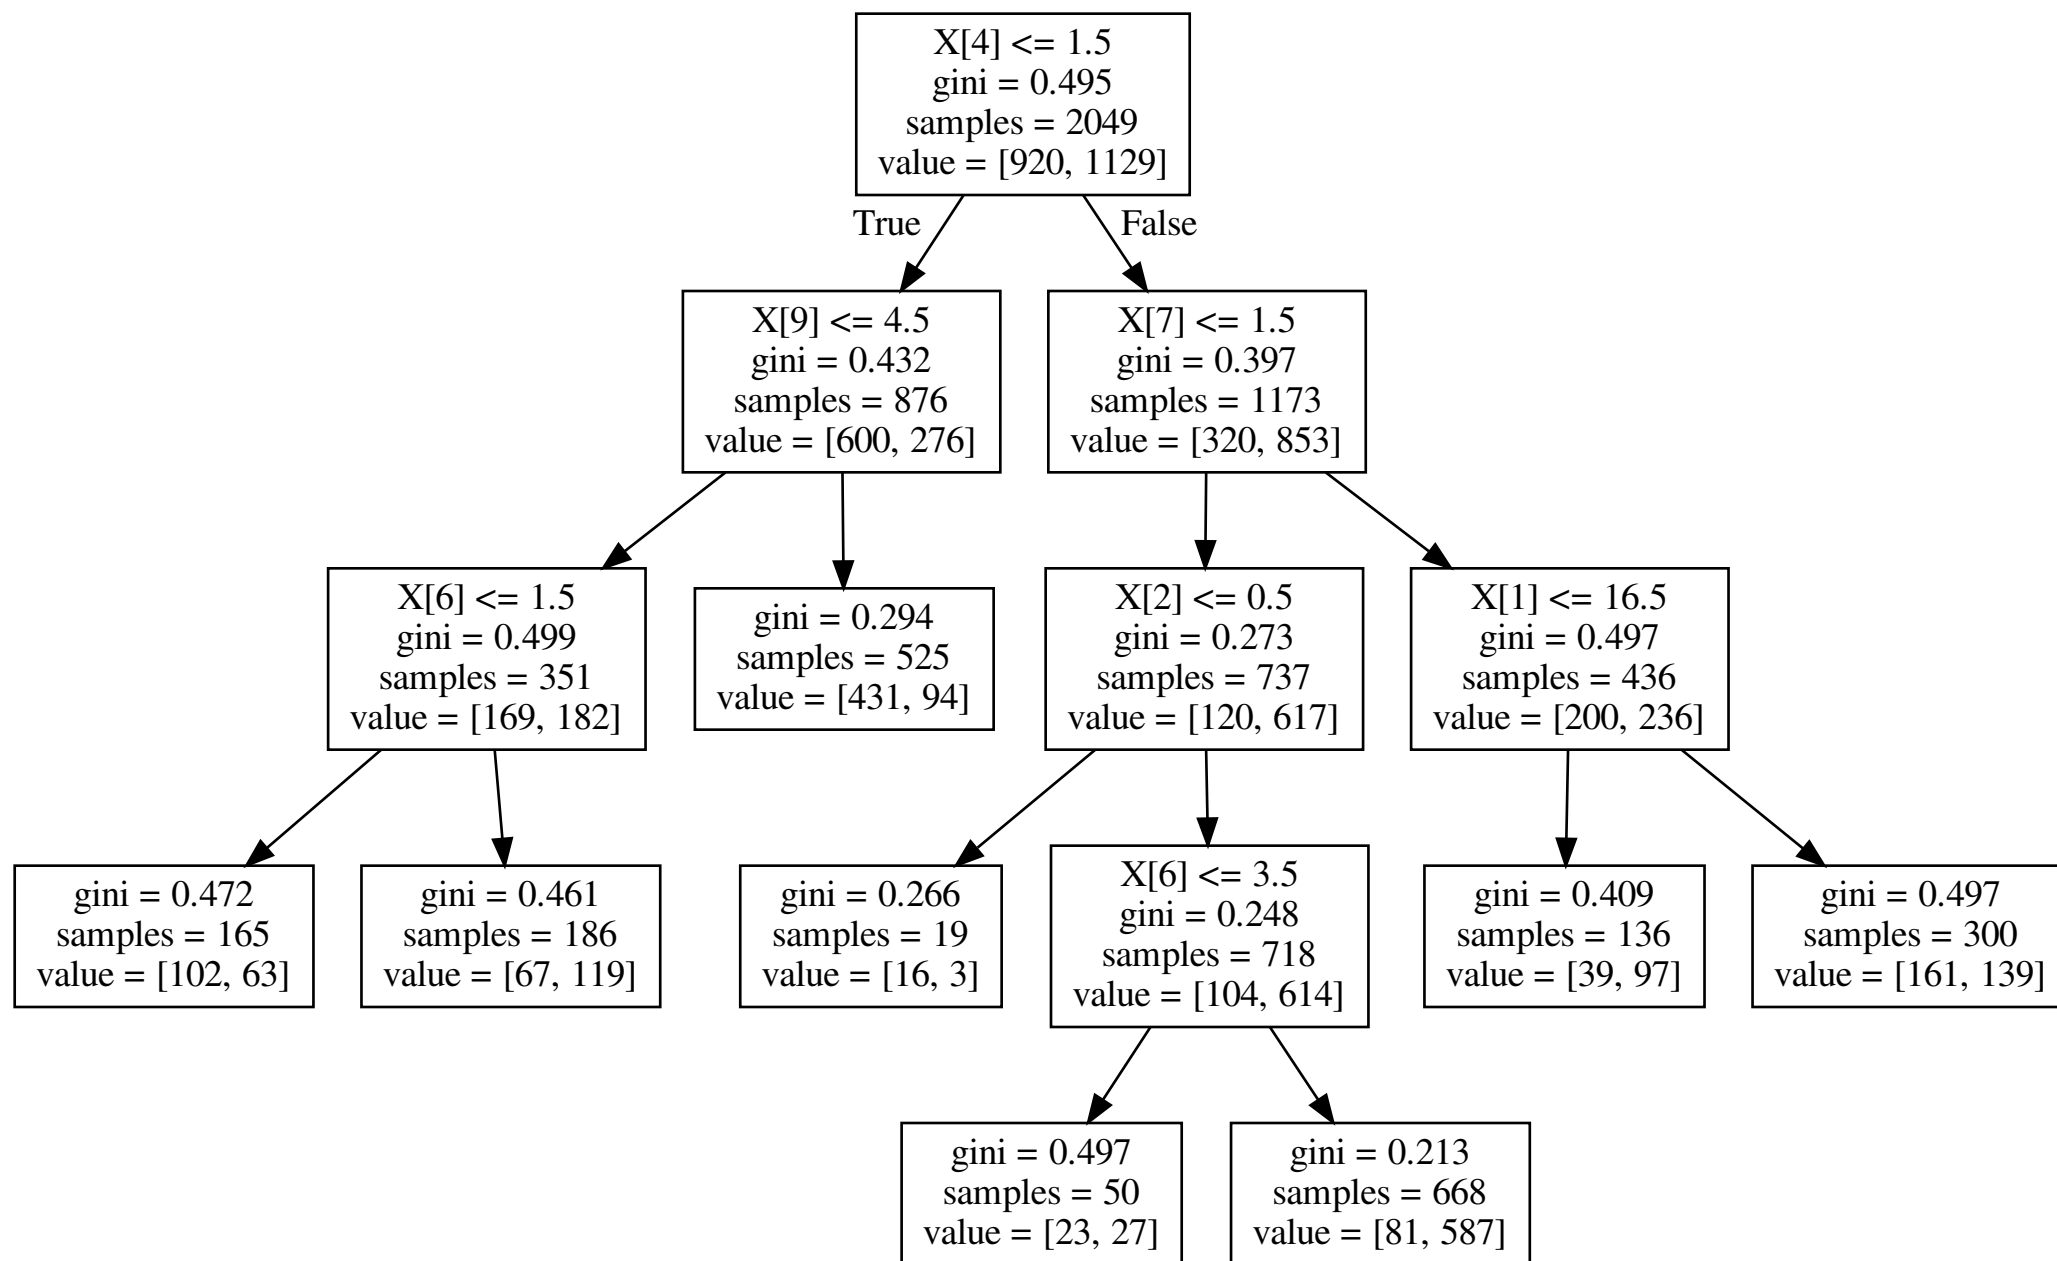 X[4] <= 1.5
gini = 0.495
samples = 2049
value = [920, 1129]
True
False
X[9] <= 4.5
gini = 0.432
samples = 876
value = [600, 276]
X[7] <= 1.5
gini = 0.397
samples = 1173
value = [320, 853]
X[6] <= 1.5
gini = 0.499
samples = 351
value = [169, 182]
gini = 0.294
samples = 525
value = [431, 94]
X[2] <= 0.5
gini = 0.273
samples = 737
value = [120, 617]
X[1] <= 16.5
gini = 0.497
samples = 436
value = [200, 236]
gini = 0.472
samples = 165
value = [102, 63]
gini = 0.461
samples = 186
value = [67, 119]
gini = 0.266
samples = 19
value = [16, 3]
X[6] <= 3.5
gini = 0.248
samples = 718
value = [104, 614]
gini = 0.409
samples = 136
value = [39, 97]
gini = 0.497
samples = 300
value = [161, 139]
gini = 0.497
samples = 50
value = [23, 27]
gini = 0.213
samples = 668
value = [81, 587]